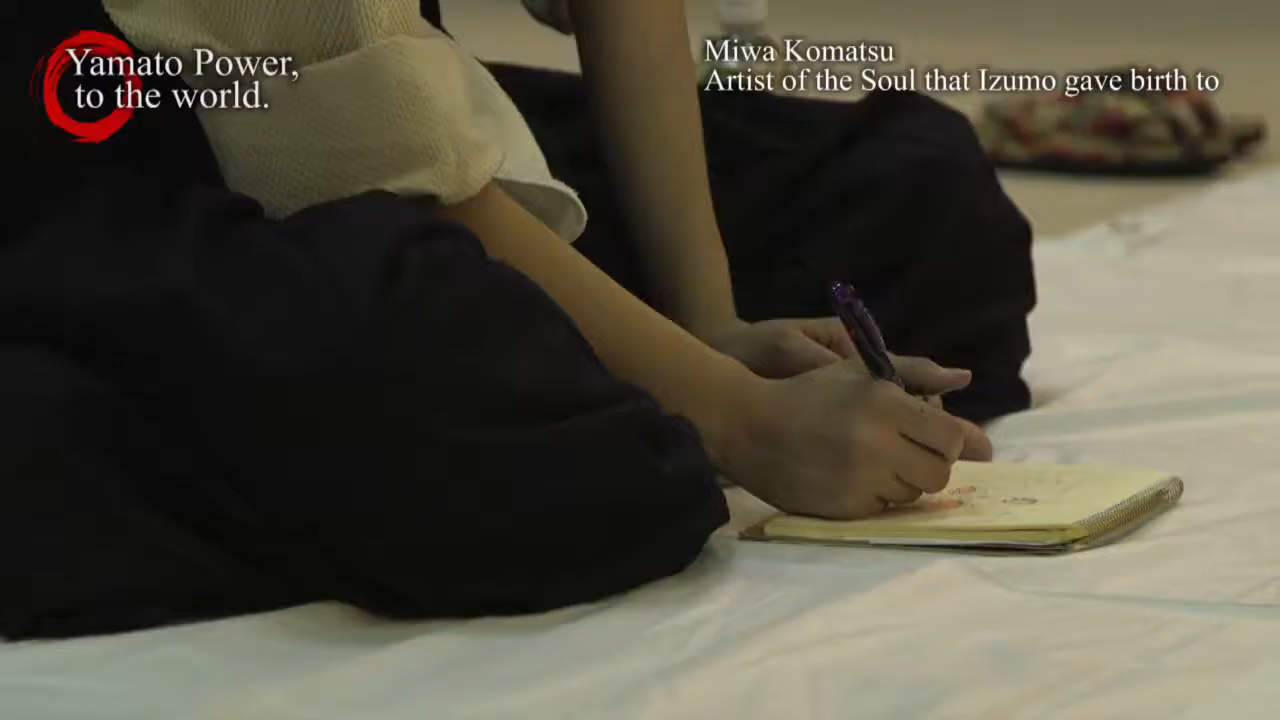 Yamato Power,
to the world.
Miwa Komatsu
Artist of the Soul that Izumo gave birth to